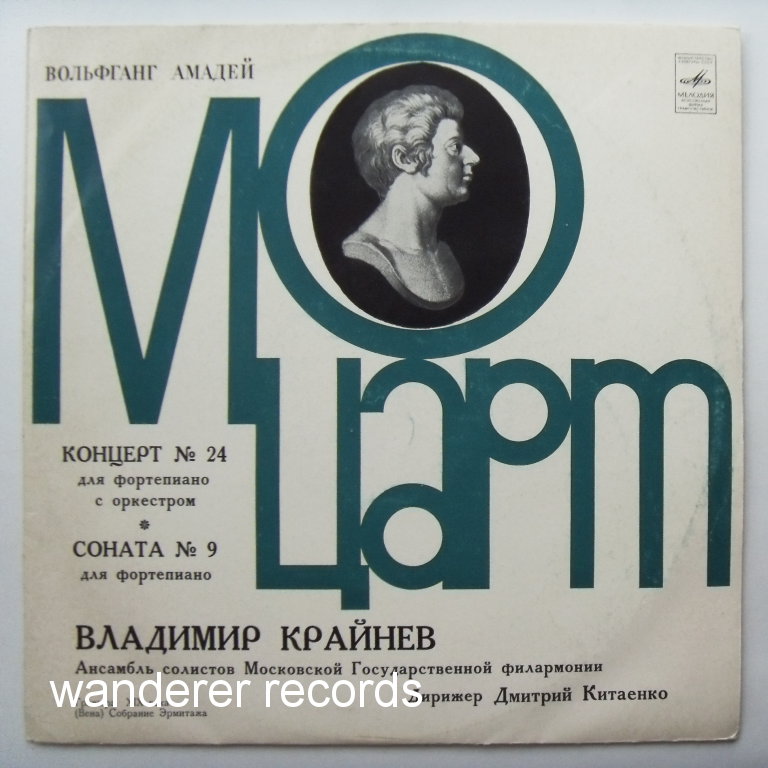 ВОЛЬФГАНГ АМАДЕЙ
МОЦАРТ
МЕЛОДИЯ
КОНЦЕРТ № 24
для фортепиано
с оркестром
*
СОНАТА № 9
для фортепиано
ВЛАДИМИР КРАЙНЕВ
Ансамбль солистов Московской Государственной филармонии
Дирижер Дмитрий Китаенко
wanderer records
(Вена) Собрание Эрмитажа